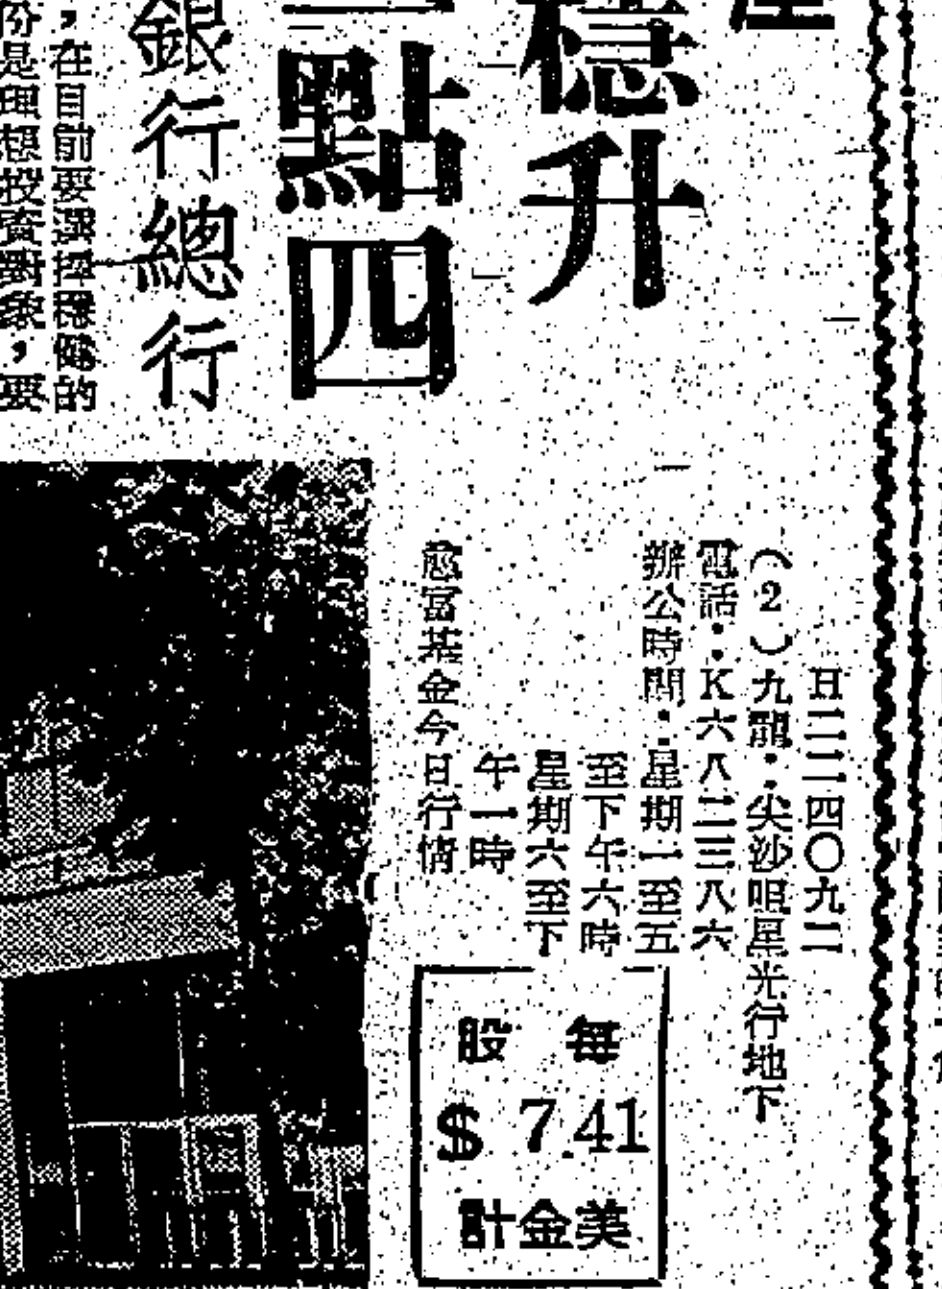 穩升
點四
銀行總行
，在目前要選擇穩健的
份是理想投資對象，要
H二二四〇九二
（2）九龍：尖沙咀星光行地下
電話：K六八二三八六
辦公時間：星期一至五
至下午六時
星期六至下
午一時
富基金今日行情
每股
$7.41
美金計